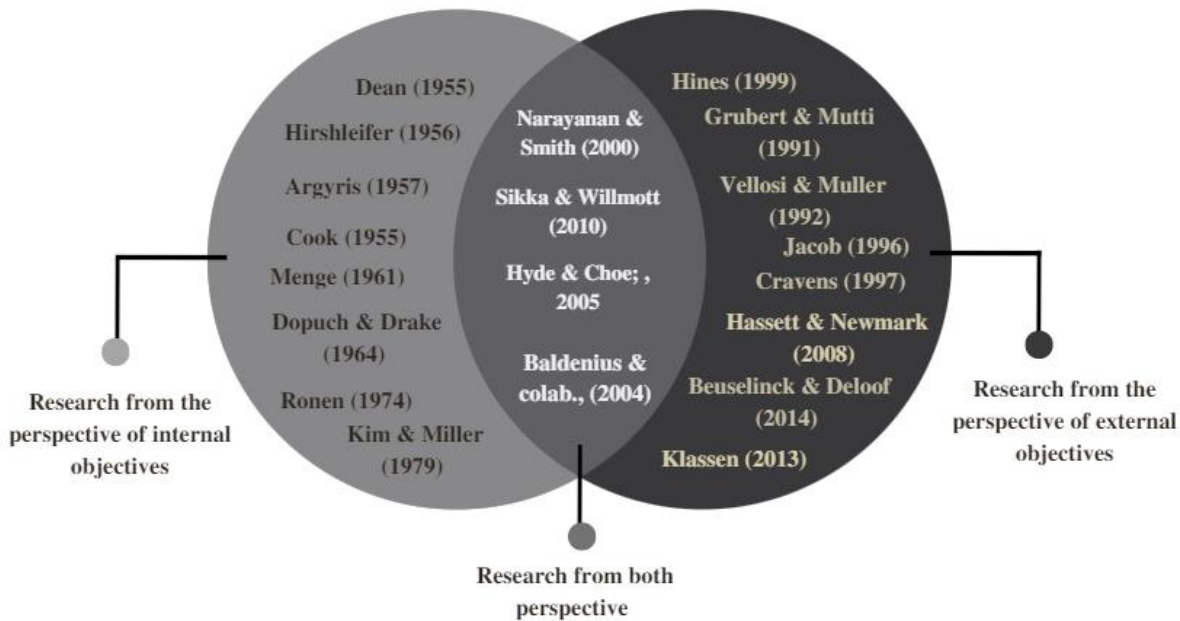 Dean (1955)
Hirshleifer (1956)
Argyris (1957)
Cook (1955)
Menge (1961)
Dopuch & Drake
(1964)
Ronen (1974)
Kim & Miller
(1979)
Narayanan &
Smith (2000)
Sikka & Willmott
(2010)
Hyde & Choe; ,
2005
Baldenius &
colab., (2004)
Hines (1999)
Grubert & Mutti
(1991)
Vellosi & Muller
(1992)
Jacob (1996)
Cravens (1997)
Hassett & Newmark
(2008)
Beuselinck & Deloof
(2014)
Klassen (2013)
Research from the
perspective of internal
objectives
Research from both
perspective
Research from the
perspective of external
objectives